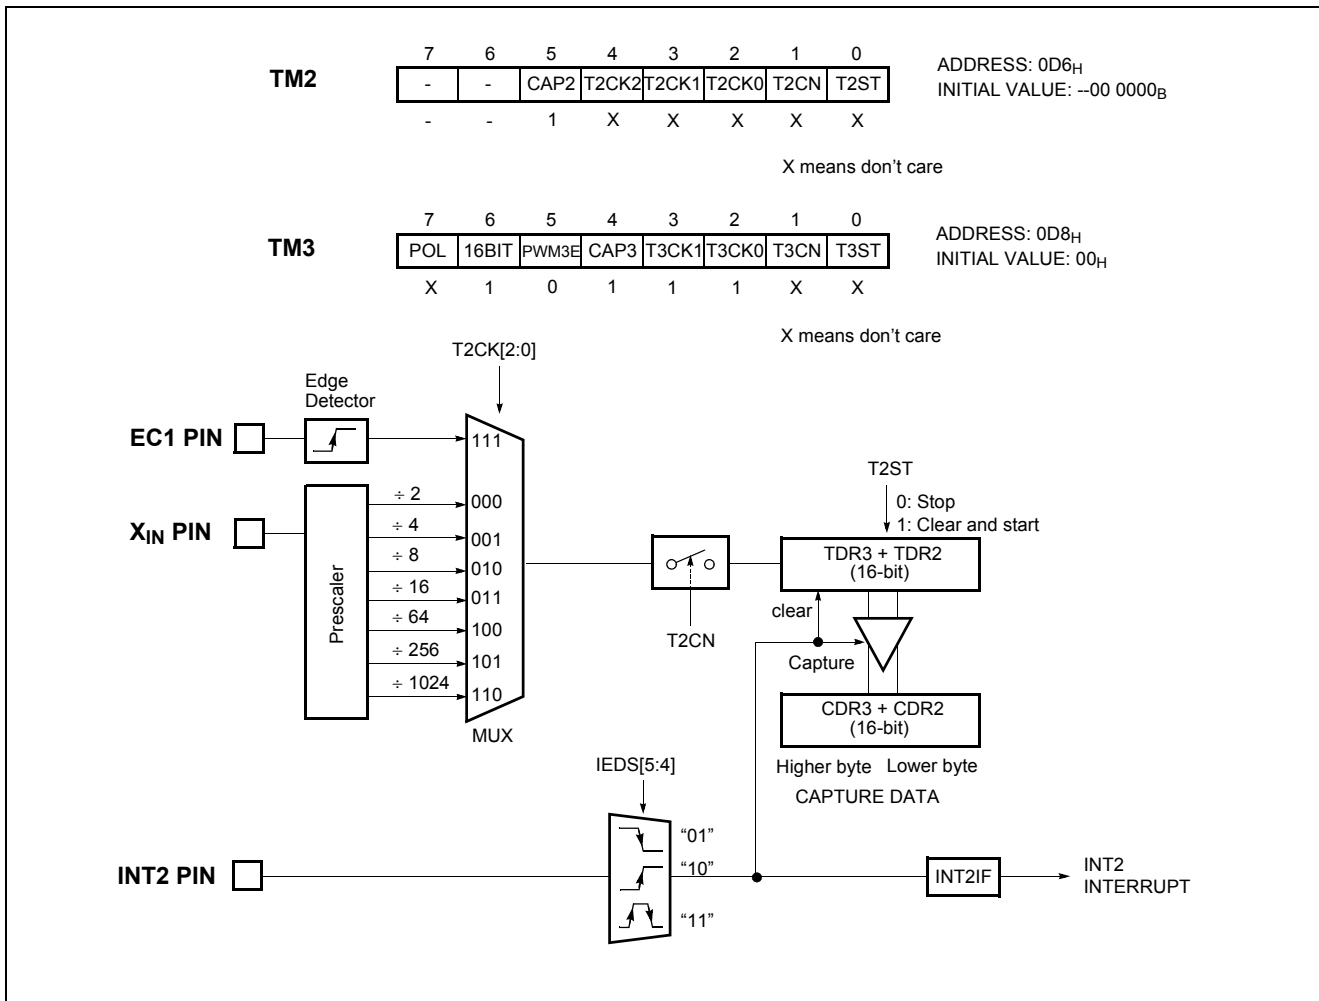 7 6 5 4 3 2 1 0
TM2 - - CAP2 T2CK2 T2CK1 T2CK0 T2CN T2ST
ADDRESS: 0D6H
INITIAL VALUE: --00 0000B
- - 1 X X X X X
X means don't care
7 6 5 4 3 2 1 0
TM3 POL 16BIT PWM3E CAP3 T3CK1 T3CK0 T3CN T3ST
ADDRESS: 0D8H
INITIAL VALUE: 00H
X 1 0 1 1 1 X X
X means don't care
T2CK[2:0]
Edge
Detector
EC1 PIN
111
XIN PIN
Prescaler
÷ 2
000
÷ 4
001
÷ 8
010
÷ 16
011
÷ 64
100
÷ 256
101
÷ 1024
110
MUX
T2CN
T2ST
0: Stop
1: Clear and start
TDR3 + TDR2
(16-bit)
clear
Capture
CDR3 + CDR2
(16-bit)
Higher byte Lower byte
CAPTURE DATA
IEDS[5:4]
“01”
INT2 PIN
“10”
“11”
INT2IF
INT2
INTERRUPT